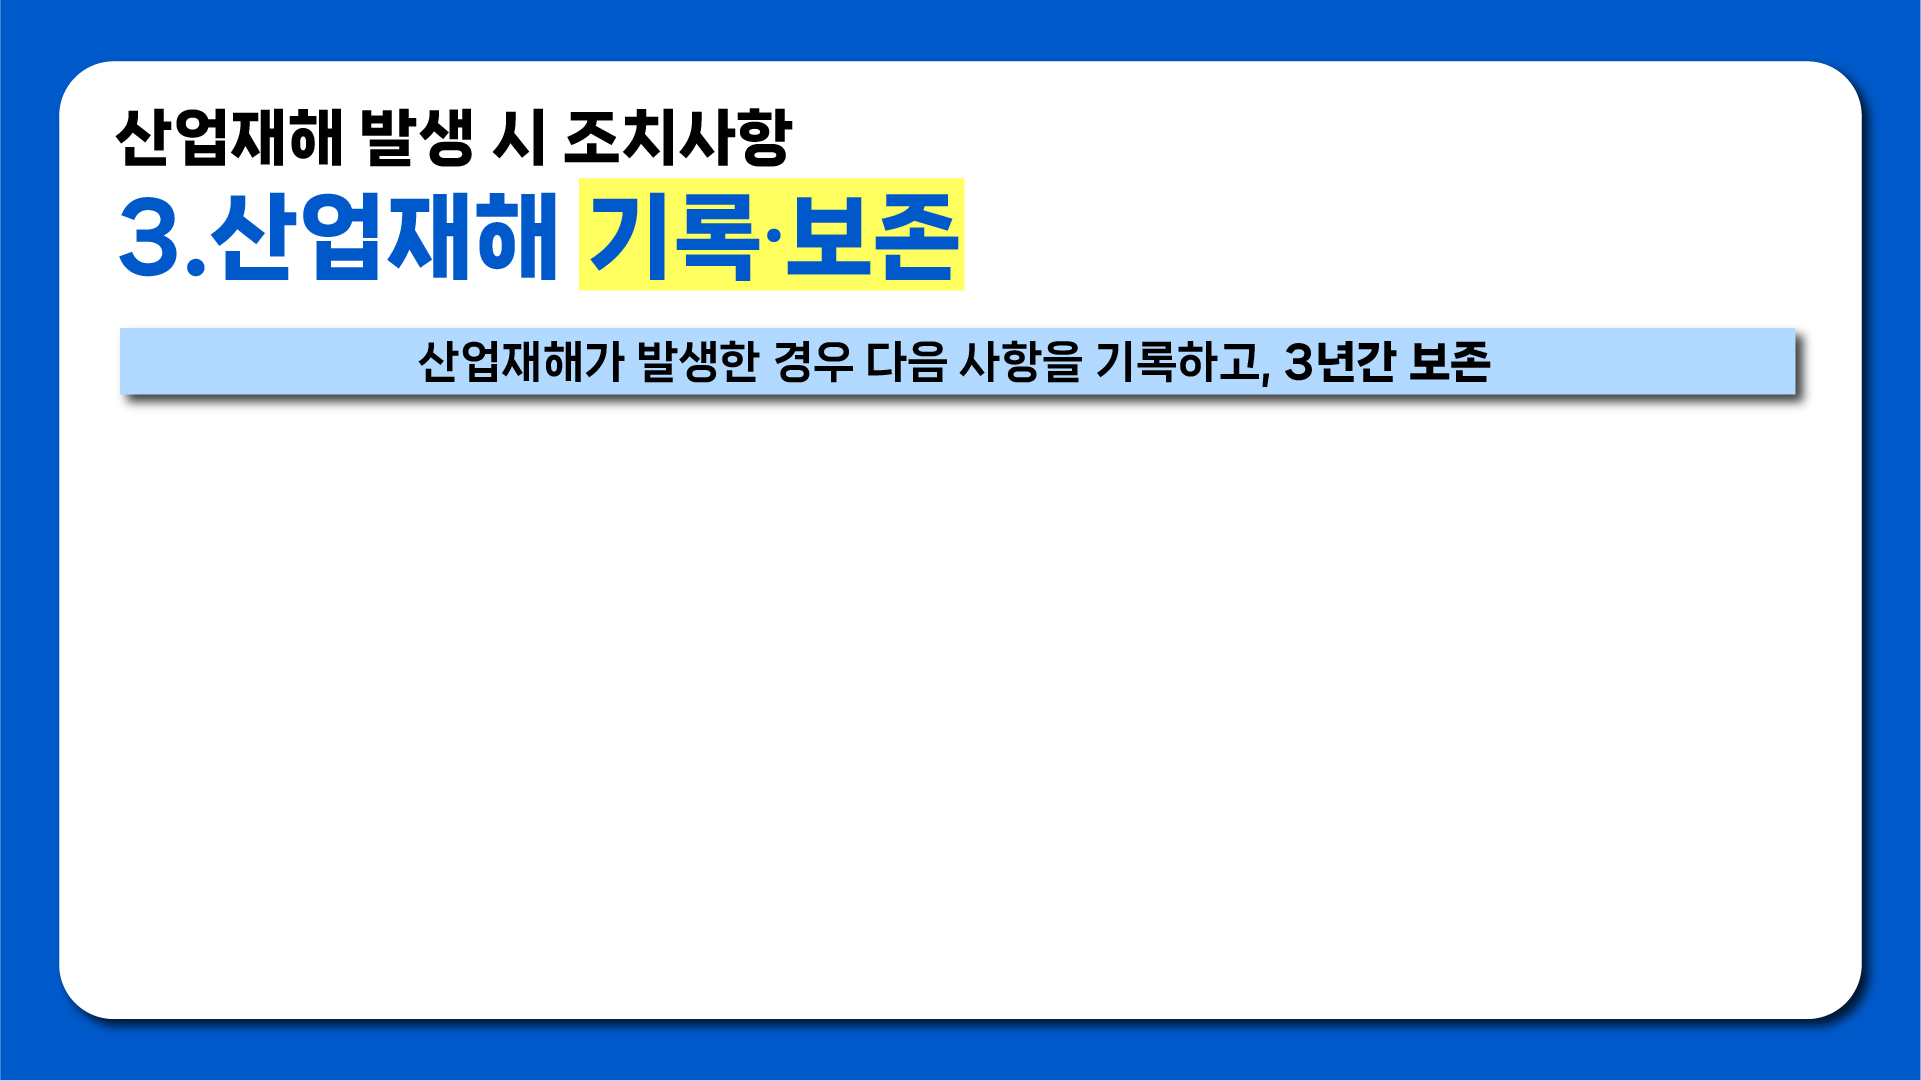 산업재해 발생 시 조치사항
3.산업재해 기록·보존
산업재해가 발생한 경우 다음 사항을 기록하고, 3년간 보존